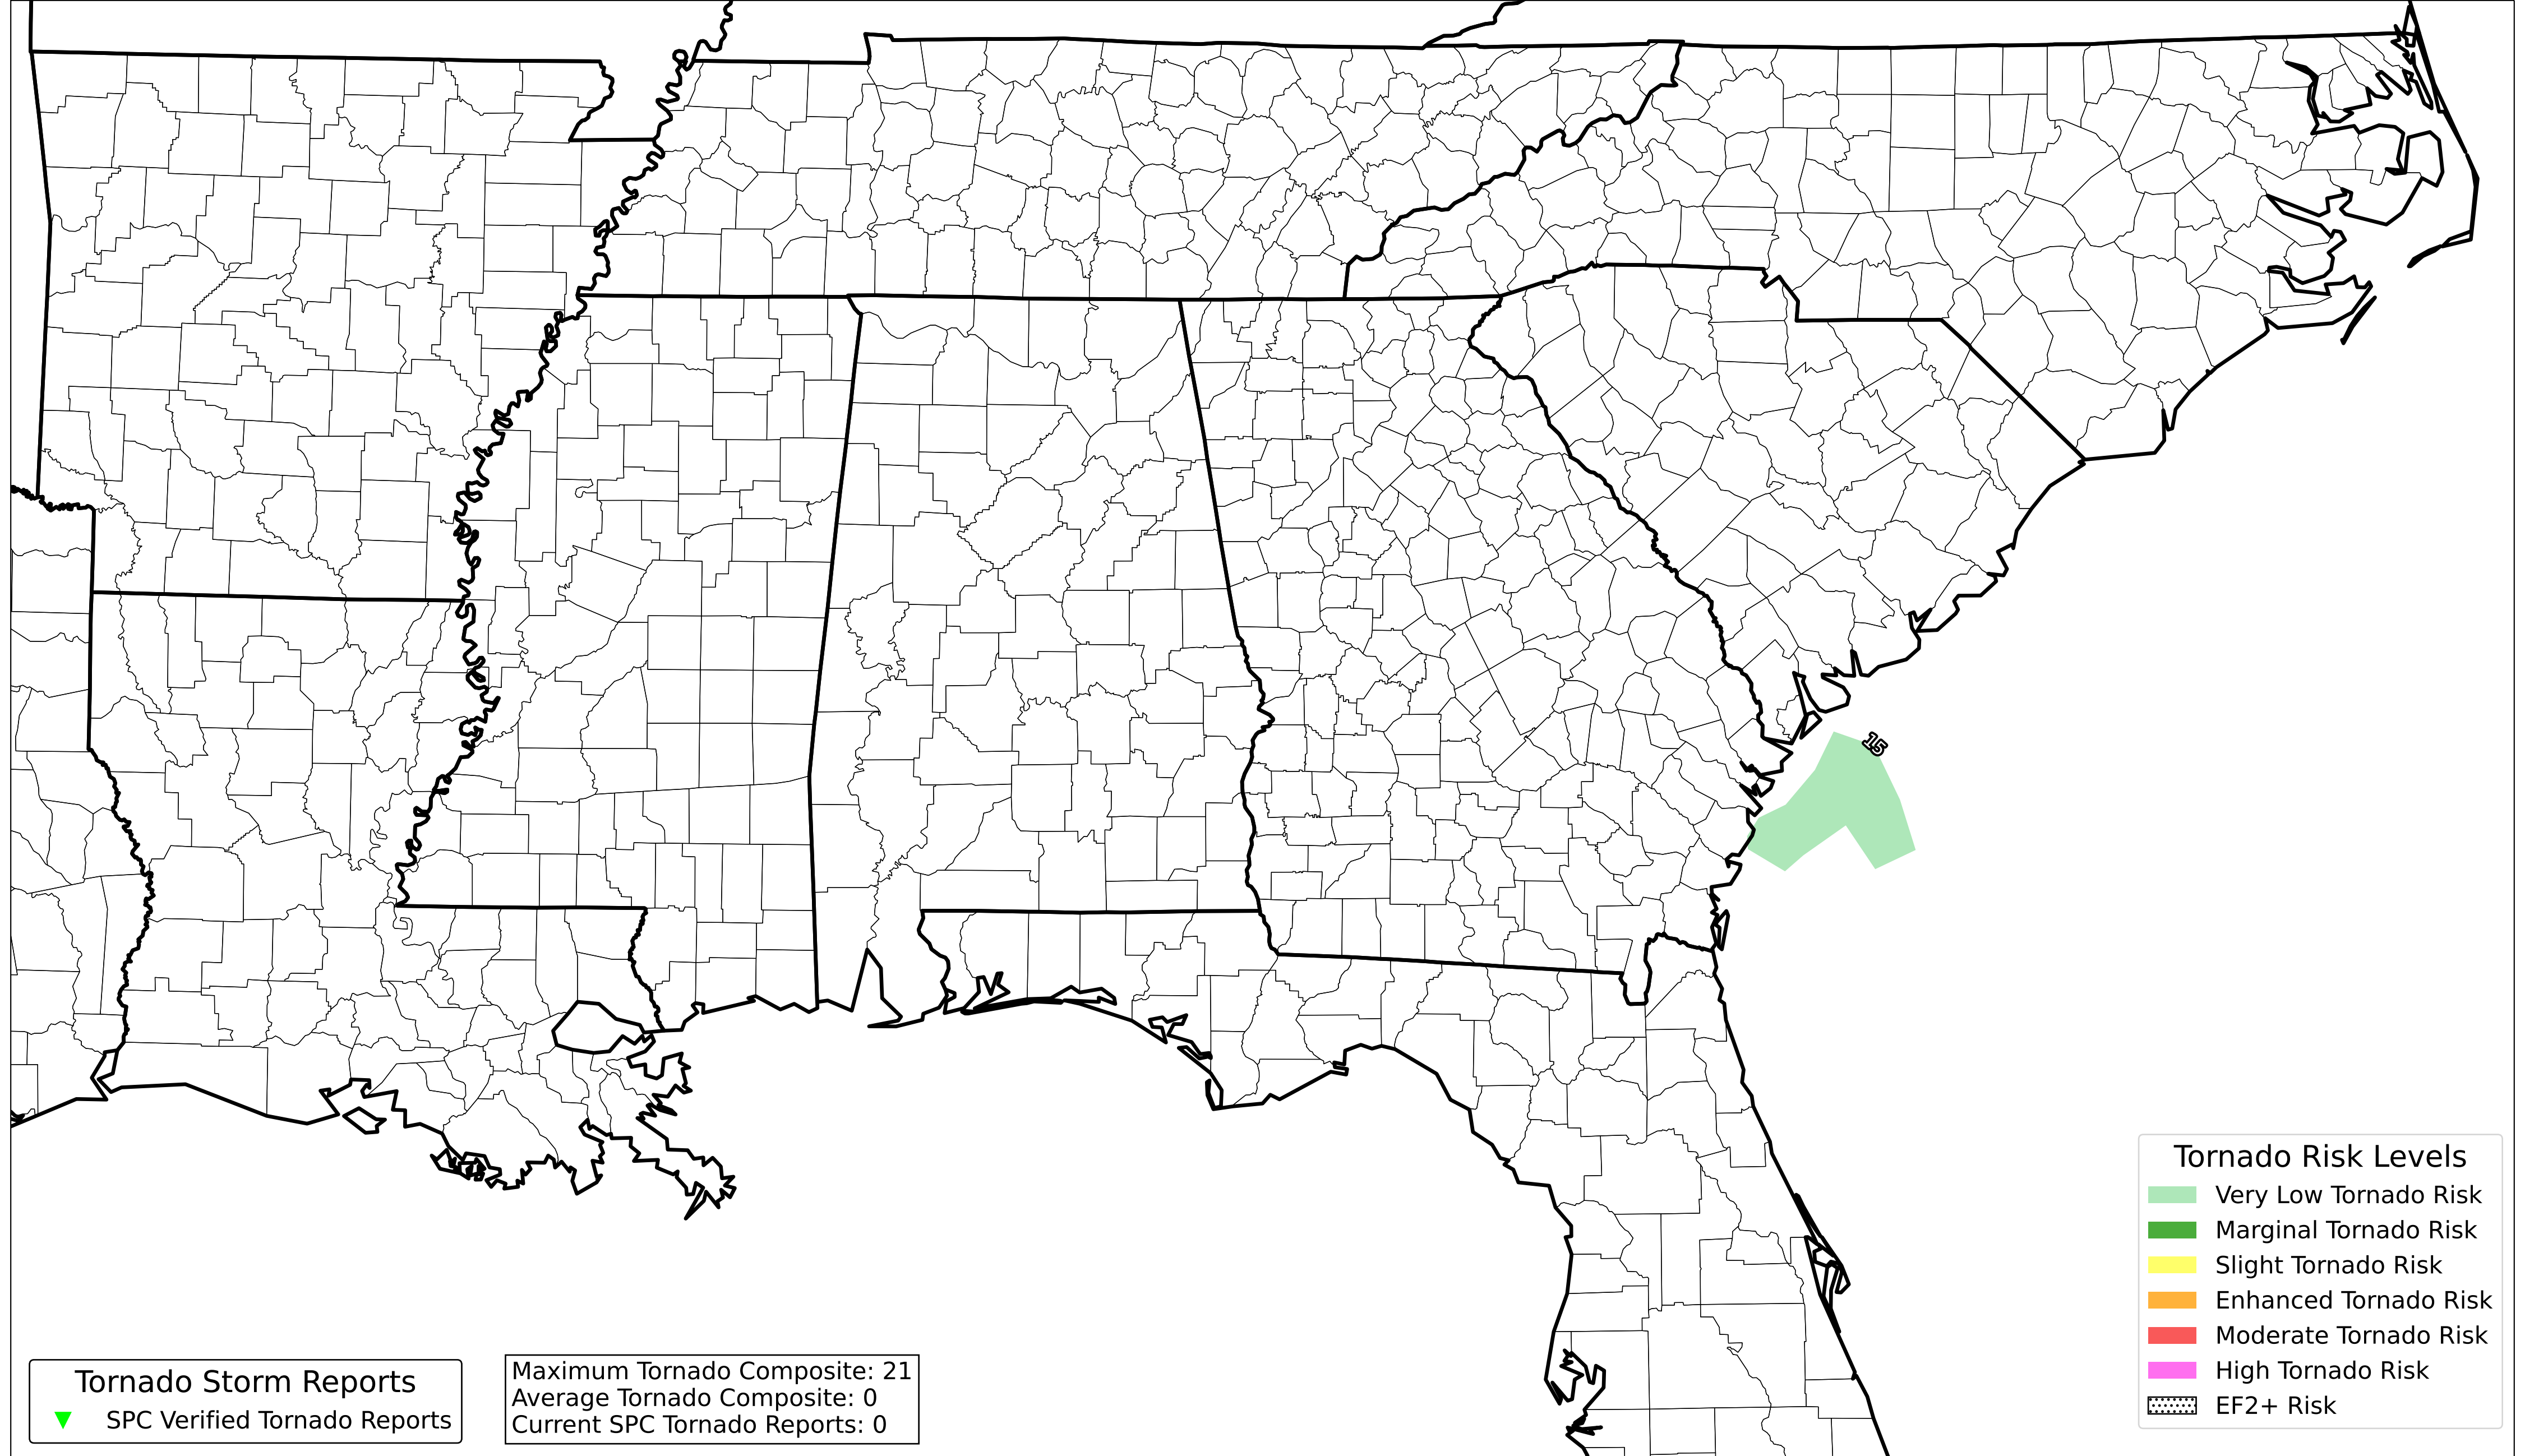 15
Tornado Risk Levels
Very Low Tornado Risk
Marginal Tornado Risk
Slight Tornado Risk
Enhanced Tornado Risk
Moderate Tornado Risk
High Tornado Risk
EF2+ Risk
Tornado Storm Reports
SPC Verified Tornado Reports
Maximum Tornado Composite: 21
Average Tornado Composite: 0
Current SPC Tornado Reports: 0